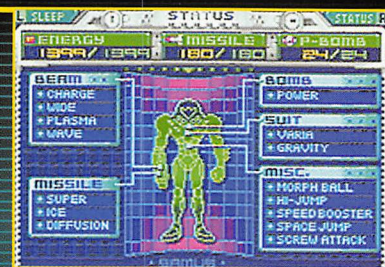 L SLEEP STATUS STATUS R
ENERGY MISSILE P-BOMB
1399/1399 180/180 24/24
BEAM
CHARGE
WIDE
PLASMA
WAVE
MISSILE
SUPER
ICE
DIFFUSION
BOMB
POWER
SUIT
VARIA
GRAVITY
MISC.
MORPH BALL
HI-JUMP
SPEED BOOSTER
SPACE JUMP
SCREW ATTACK
SAMUS